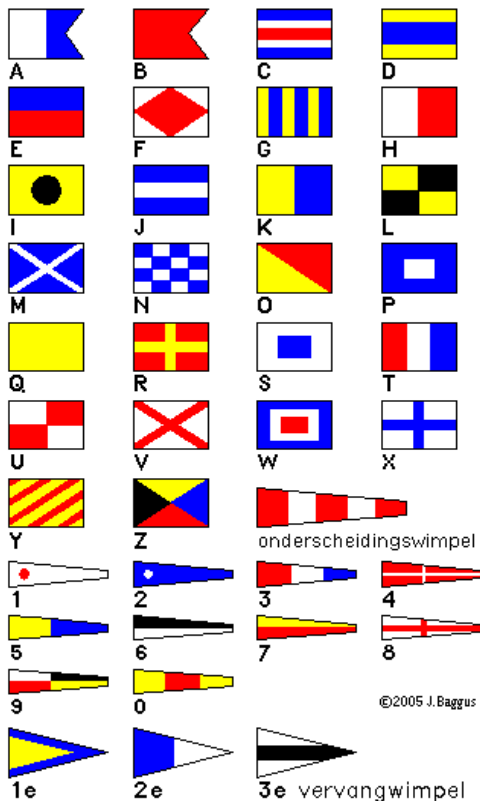 A B C D
E F G H
I J K L
M N O P
Q R S T
U V W X
Y Z onderscheidingswimpel
1 2 3 4
5 6 7 8
9 0
©2005 J.Baggus
1e 2e 3e vervangwimpel